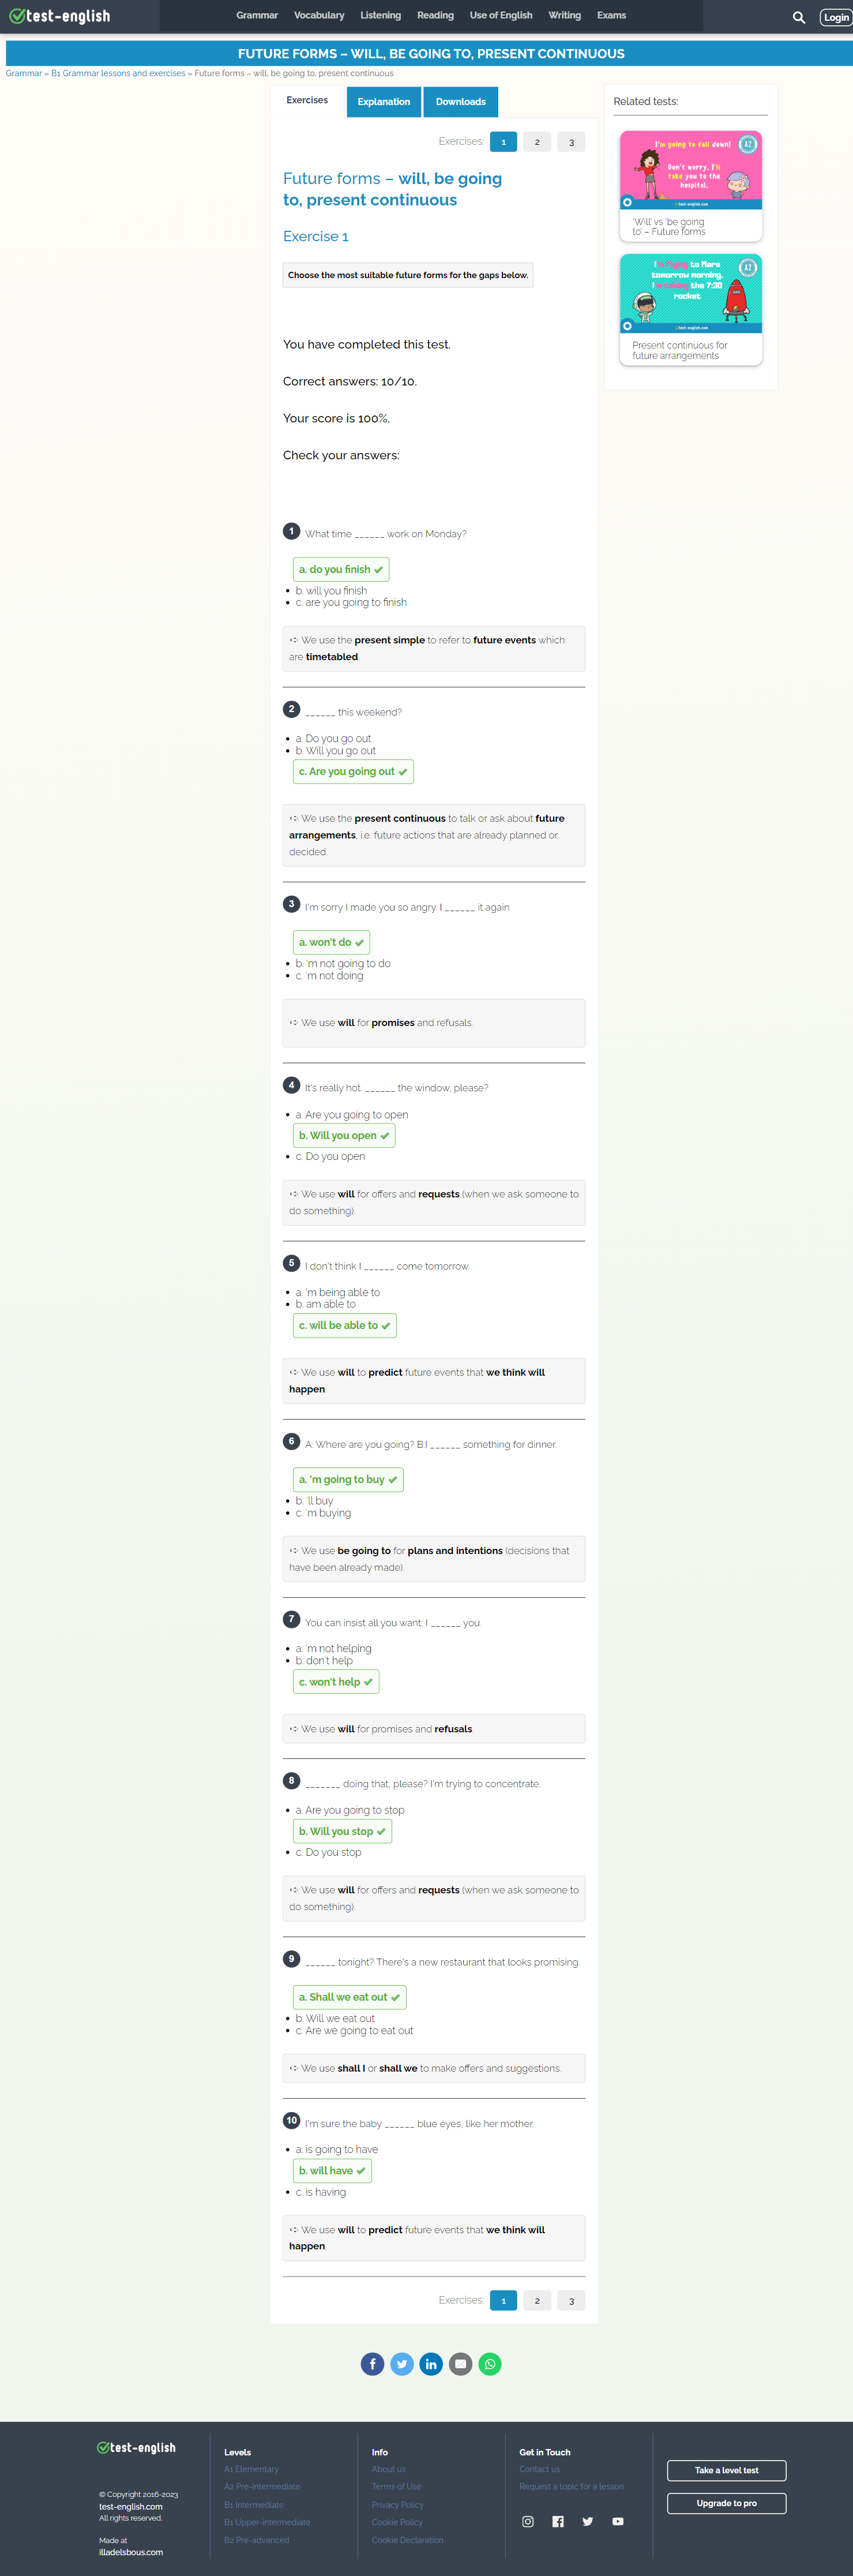 test-english
Grammar Vocabulary Listening Reading Use of English Writing Exams
Login
FUTURE FORMS – WILL, BE GOING TO, PRESENT CONTINUOUS
Grammar » B1 Grammar lessons and exercises » Future forms – will, be going to, present continuous
Exercises Explanation Downloads
Exercises: 1 2 3
Future forms – will, be going
to, present continuous
Exercise 1
Choose the most suitable future forms for the gaps below.
You have completed this test.
Correct answers: 10/10.
Your score is 100%.
Check your answers:
1 What time ______ work on Monday?
a. do you finish
b. will you finish
c. are you going to finish
➪ We use the present simple to refer to future events which
are timetabled.
2 ______ this weekend?
a. Do you go out
b. Will you go out
c. Are you going out
➪ We use the present continuous to talk or ask about future
arrangements, i.e. future actions that are already planned or
decided.
3 I'm sorry I made you so angry. I ______ it again
a. won't do
b. 'm not going to do
c. 'm not doing
➪ We use will for promises and refusals.
4 It's really hot. ______ the window, please?
a. Are you going to open
b. Will you open
c. Do you open
➪ We use will for offers and requests (when we ask someone to
do something).
5 I don't think I ______ come tomorrow.
a. 'm being able to
b. am able to
c. will be able to
➪ We use will to predict future events that we think will
happen.
6 A: Where are you going? B:I ______ something for dinner.
a. 'm going to buy
b. 'll buy
c. 'm buying
➪ We use be going to for plans and intentions (decisions that
have been already made).
7 You can insist all you want; I ______ you.
a. 'm not helping
b. don't help
c. won't help
➪ We use will for promises and refusals.
8 _______ doing that, please? I'm trying to concentrate.
a. Are you going to stop
b. Will you stop
c. Do you stop
➪ We use will for offers and requests (when we ask someone to
do something).
9 ______ tonight? There's a new restaurant that looks promising.
a. Shall we eat out
b. Will we eat out
c. Are we going to eat out
➪ We use shall I or shall we to make offers and suggestions.
10 I'm sure the baby ______ blue eyes, like her mother.
a. is going to have
b. will have
c. is having
➪ We use will to predict future events that we think will
happen.
Exercises: 1 2 3
Related tests:
I'm going to fall down!
A2
Don't worry, I'll
take you to the
hospital.
test-english.com
'Will' vs 'be going
to' – Future forms
to Mars
tomorrow morning.
the 7:30
rocket
A2
test-english.com
Present continuous for
future arrangements
test-english
© Copyright 2016-2023
test-english.com
All rights reserved.
Made at
illadelsbous.com
Levels
A1 Elementary
A2 Pre-intermediate
B1 Intermediate
B1 Upper-intermediate
B2 Pre-advanced
Info
About us
Terms of Use
Privacy Policy
Cookie Policy
Cookie Declaration
Get in Touch
Contact us
Request a topic for a lesson
Take a level test
Upgrade to pro